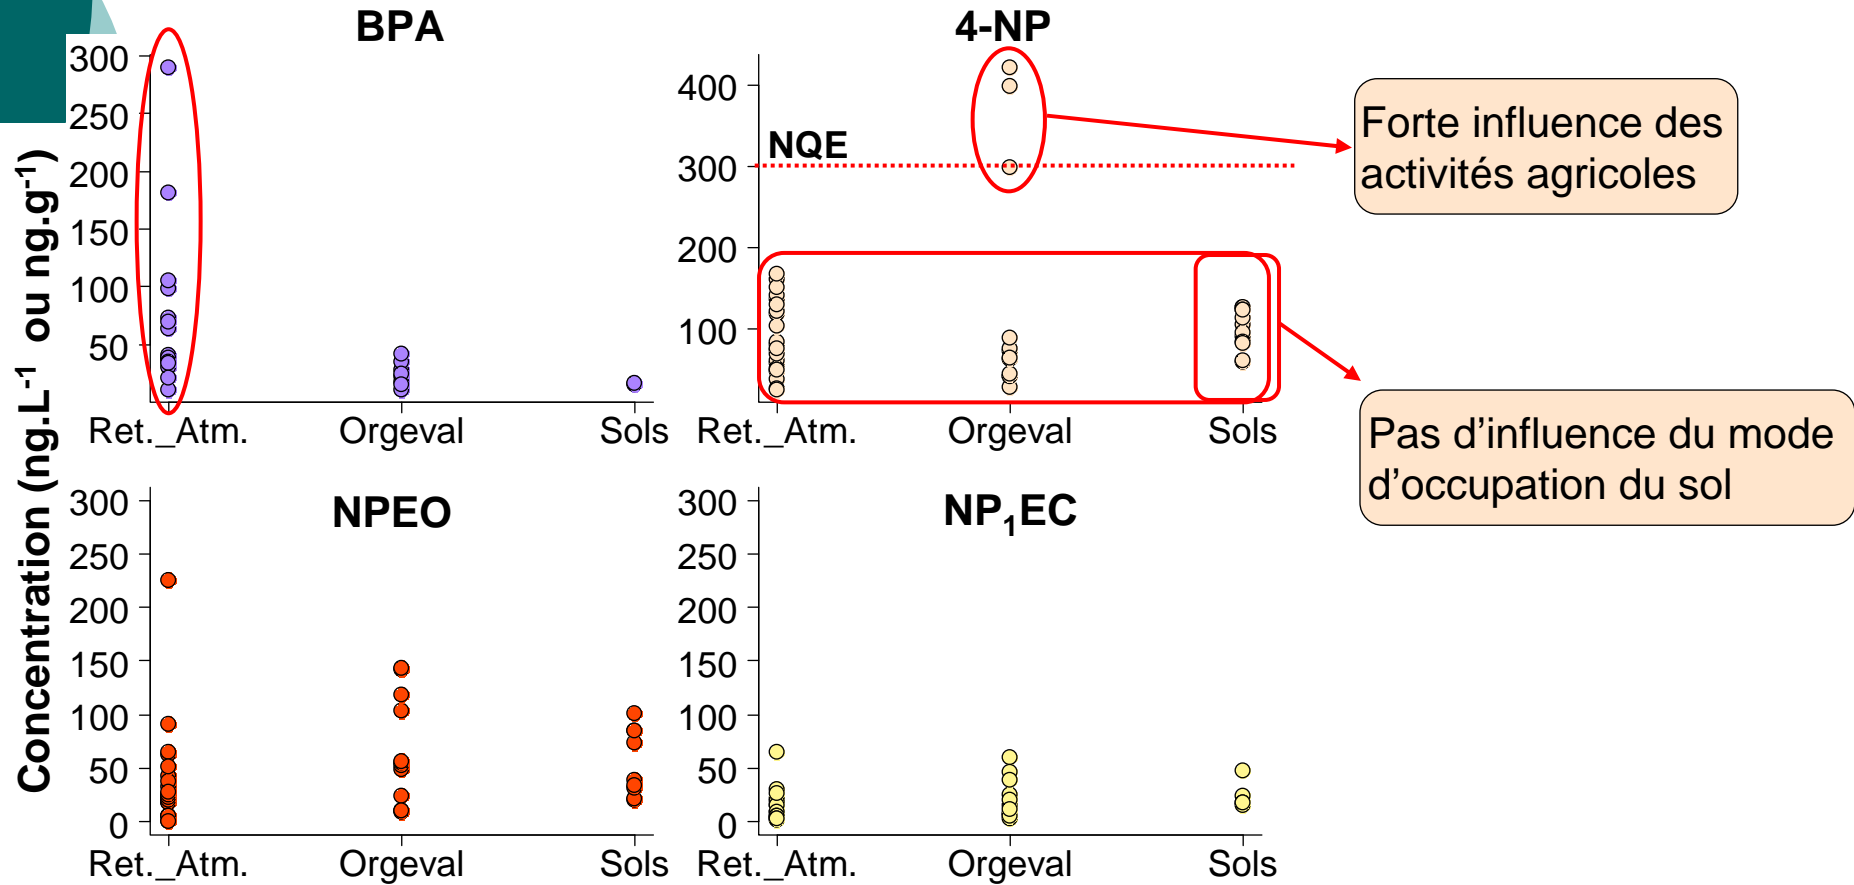 Concentration (ng.L⁻¹ ou ng.g⁻¹)
BPA
300
250
200
150
100
50
Ret._Atm. Orgeval Sols
4-NP
400
300
200
100
NQE
Ret._Atm. Orgeval Sols
Forte influence des
activités agricoles
Pas d'influence du mode
d'occupation du sol
NPEO
300
250
200
150
100
50
0
Ret._Atm. Orgeval Sols
NP₁EC
300
250
200
150
100
50
0
Ret._Atm. Orgeval Sols